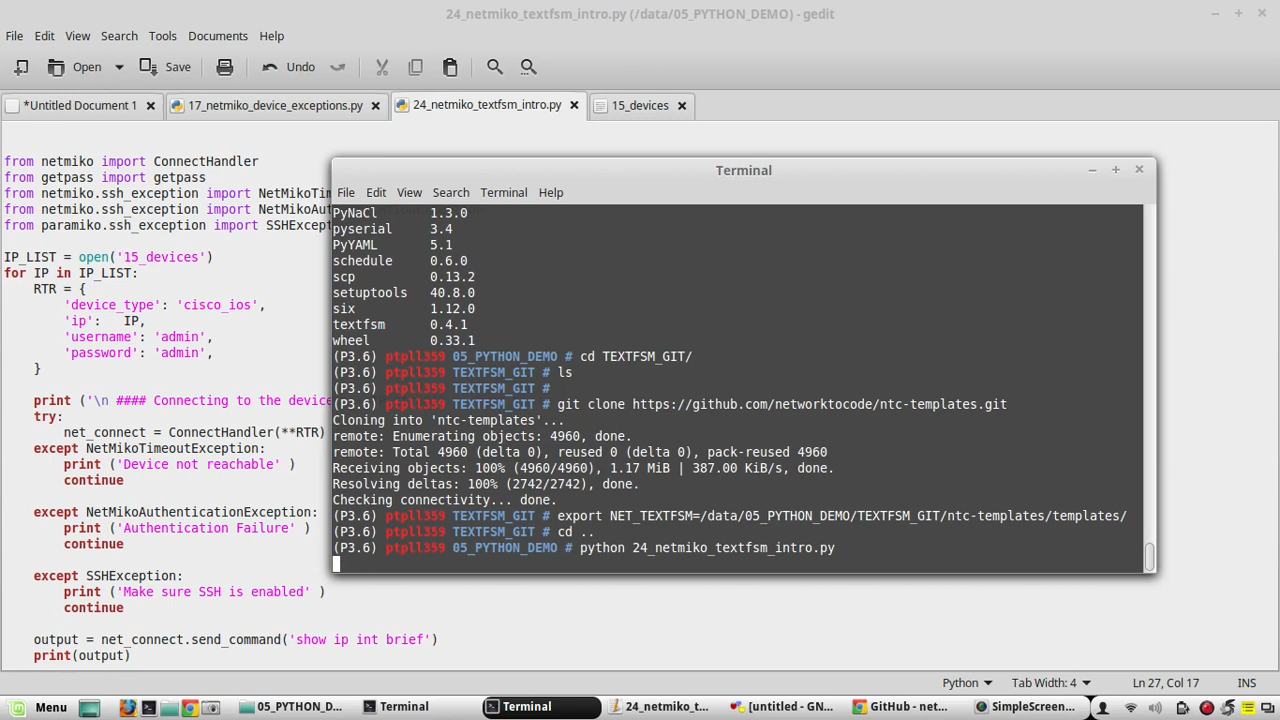 24_netmiko_textfsm_intro.py (/data/05_PYTHON_DEMO) - gedit
File Edit View Search Tools Documents Help
Open Save Undo
*Untitled Document 1 17_netmiko_device_exceptions.py 24_netmiko_textfsm_intro.py 15_devices
from netmiko import ConnectHandler
from getpass import getpass
from netmiko.ssh_exception import NetMikoTim
from netmiko.ssh_exception import NetMikoAut
from paramiko.ssh_exception import SSHExcept
IP_LIST = open('15_devices')
for IP in IP_LIST:
RTR = {
'device_type': 'cisco_ios',
'ip': IP,
'username': 'admin',
'password': 'admin',
}
print ('\n #### Connecting to the device
try:
net_connect = ConnectHandler(**RTR)
except NetMikoTimeoutException:
print ('Device not reachable' )
continue
except NetMikoAuthenticationException:
print ('Authentication Failure' )
continue
except SSHException:
print ('Make sure SSH is enabled' )
continue
output = net_connect.send_command('show ip int brief')
print(output)
Terminal
File Edit View Search Terminal Help
PyNaCl 1.3.0
pyserial 3.4
PyYAML 5.1
schedule 0.6.0
scp 0.13.2
setuptools 40.8.0
six 1.12.0
textfsm 0.4.1
wheel 0.33.1
(P3.6) ptpll359 05_PYTHON_DEMO # cd TEXTFSM_GIT/
(P3.6) ptpll359 TEXTFSM_GIT # ls
(P3.6) ptpll359 TEXTFSM_GIT #
(P3.6) ptpll359 TEXTFSM_GIT # git clone https://github.com/networktocode/ntc-templates.git
Cloning into 'ntc-templates'...
remote: Enumerating objects: 4960, done.
remote: Total 4960 (delta 0), reused 0 (delta 0), pack-reused 4960
Receiving objects: 100% (4960/4960), 1.17 MiB | 387.00 KiB/s, done.
Resolving deltas: 100% (2742/2742), done.
Checking connectivity... done.
(P3.6) ptpll359 TEXTFSM_GIT # export NET_TEXTFSM=/data/05_PYTHON_DEMO/TEXTFSM_GIT/ntc-templates/templates/
(P3.6) ptpll359 TEXTFSM_GIT # cd ..
(P3.6) ptpll359 05_PYTHON_DEMO # python 24_netmiko_textfsm_intro.py
Python Tab Width: 4 Ln 27, Col 17 INS
Menu 05_PYTHON_D... Terminal Terminal 24_netmiko_t... [untitled - GN... GitHub - net... SimpleScreen...